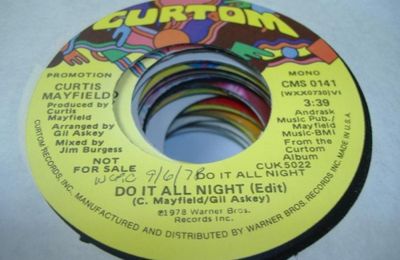 CURTOM
PROMOTION
MONO
CURTIS
MAYFIELD
CMS 0141
(WXX0730)(V)
3:39
Produced by
Curtis
Mayfield
Andrask
Music Pub./
Mayfield
Music-BMI
Arranged by
Gil Askey
Mixed by
Jim Burgess
From the
Curtom
Album
CUK 5022
NOT
FOR SALE
9/6/78
DO IT ALL NIGHT
DO IT ALL NIGHT (Edit)
(C. Mayfield/Gil Askey)
©1978 Warner Bros.
Records Inc.
CURTOM RECORDS, INC. MANUFACTURED AND DISTRIBUTED BY WARNER BROS. RECORDS INC. MADE IN U.S.A.